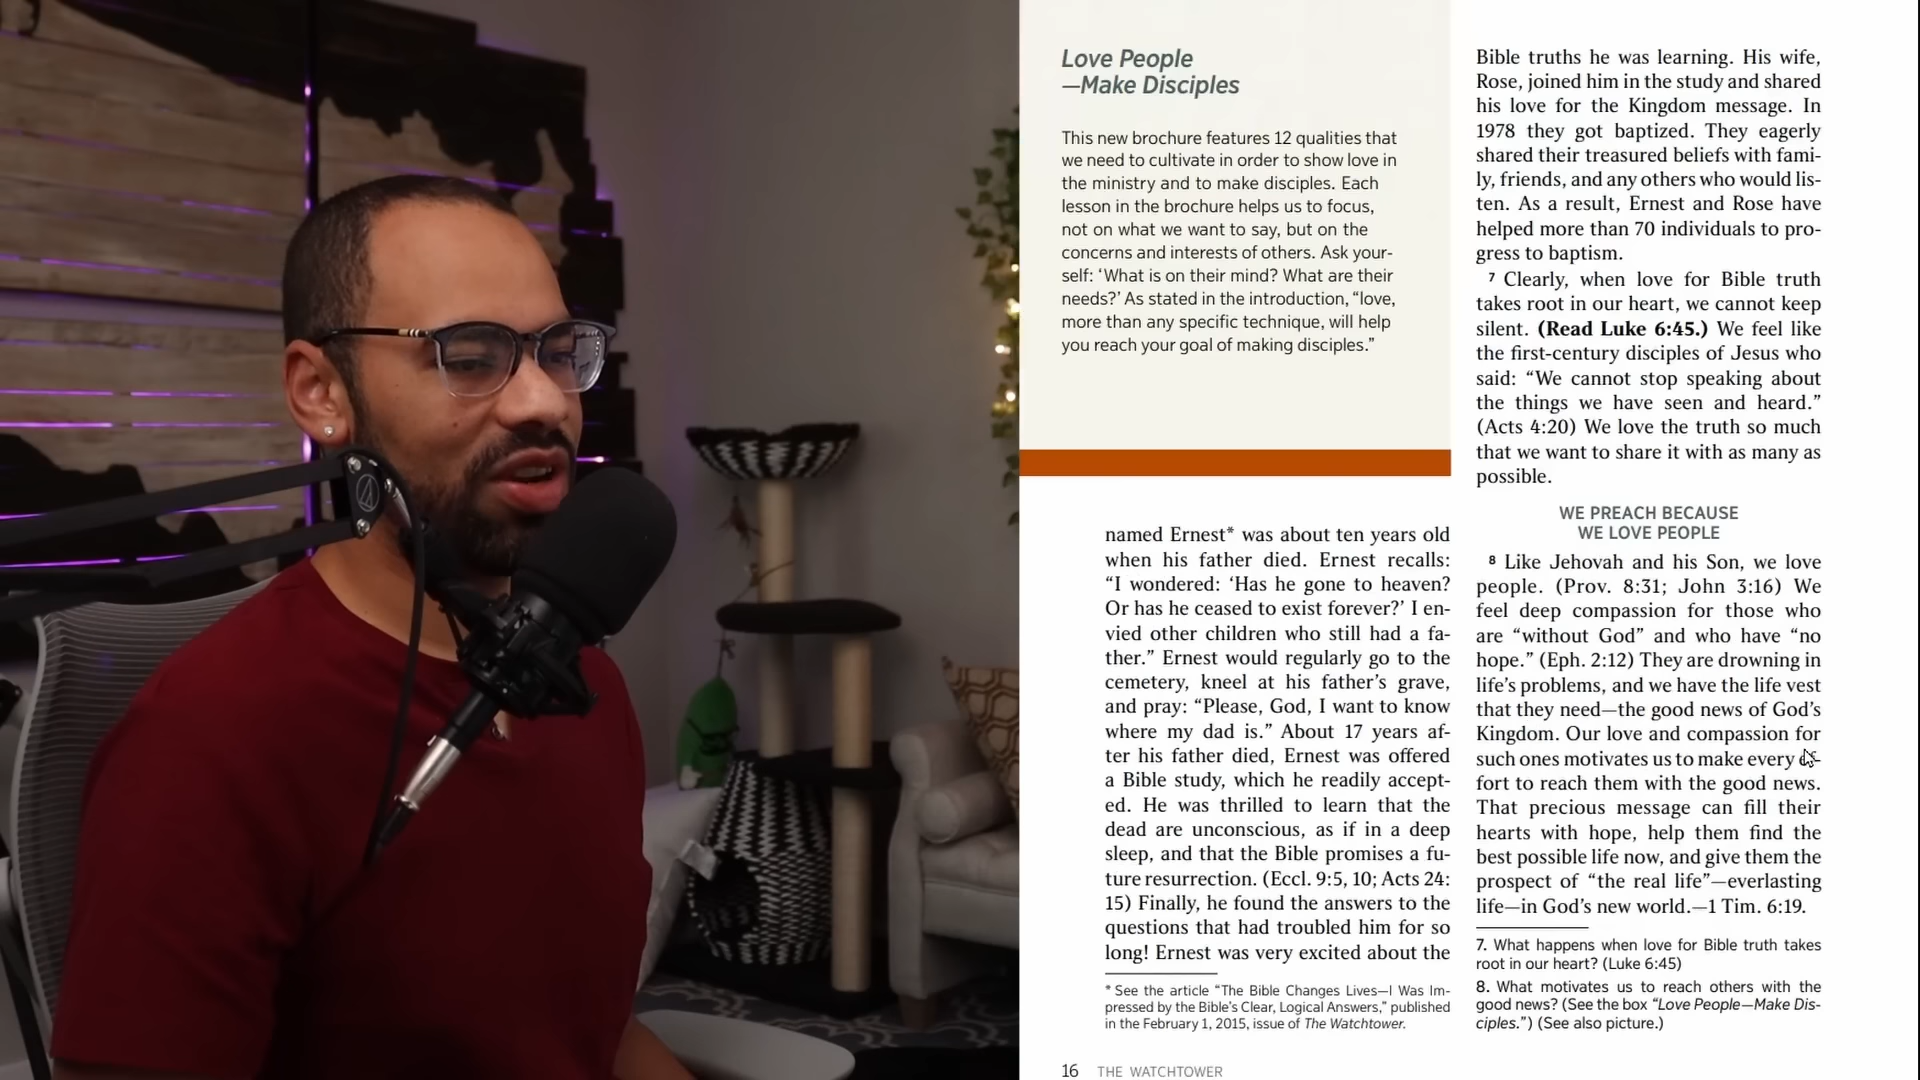 Love People
—Make Disciples
This new brochure features 12 qualities that
we need to cultivate in order to show love in
the ministry and to make disciples. Each
lesson in the brochure helps us to focus,
not on what we want to say, but on the
concerns and interests of others. Ask your-
self: ‘What is on their mind? What are their
needs?’ As stated in the introduction, “love,
more than any specific technique, will help
you reach your goal of making disciples.”
named Ernest* was about ten years old
when his father died. Ernest recalls:
“I wondered: ‘Has he gone to heaven?
Or has he ceased to exist forever?’ I en-
vied other children who still had a fa-
ther.” Ernest would regularly go to the
cemetery, kneel at his father’s grave,
and pray: “Please, God, I want to know
where my dad is.” About 17 years af-
ter his father died, Ernest was offered
a Bible study, which he readily accept-
ed. He was thrilled to learn that the
dead are unconscious, as if in a deep
sleep, and that the Bible promises a fu-
ture resurrection. (Eccl. 9:5, 10; Acts 24:
15) Finally, he found the answers to the
questions that had troubled him for so
long! Ernest was very excited about the
* See the article “The Bible Changes Lives—I Was Im-
pressed by the Bible’s Clear, Logical Answers,” published
in the February 1, 2015, issue of The Watchtower.
16 THE WATCHTOWER
Bible truths he was learning. His wife,
Rose, joined him in the study and shared
his love for the Kingdom message. In
1978 they got baptized. They eagerly
shared their treasured beliefs with fami-
ly, friends, and any others who would lis-
ten. As a result, Ernest and Rose have
helped more than 70 individuals to pro-
gress to baptism.
7 Clearly, when love for Bible truth
takes root in our heart, we cannot keep
silent. (Read Luke 6:45.) We feel like
the first-century disciples of Jesus who
said: “We cannot stop speaking about
the things we have seen and heard.”
(Acts 4:20) We love the truth so much
that we want to share it with as many as
possible.
WE PREACH BECAUSE
WE LOVE PEOPLE
8 Like Jehovah and his Son, we love
people. (Prov. 8:31; John 3:16) We
feel deep compassion for those who
are “without God” and who have “no
hope.” (Eph. 2:12) They are drowning in
life’s problems, and we have the life vest
that they need—the good news of God’s
Kingdom. Our love and compassion for
such ones motivates us to make every ef-
fort to reach them with the good news.
That precious message can fill their
hearts with hope, help them find the
best possible life now, and give them the
prospect of “the real life”—everlasting
life—in God’s new world.—1 Tim. 6:19.
7. What happens when love for Bible truth takes
root in our heart? (Luke 6:45)
8. What motivates us to reach others with the
good news? (See the box “Love People—Make Dis-
ciples.”) (See also picture.)